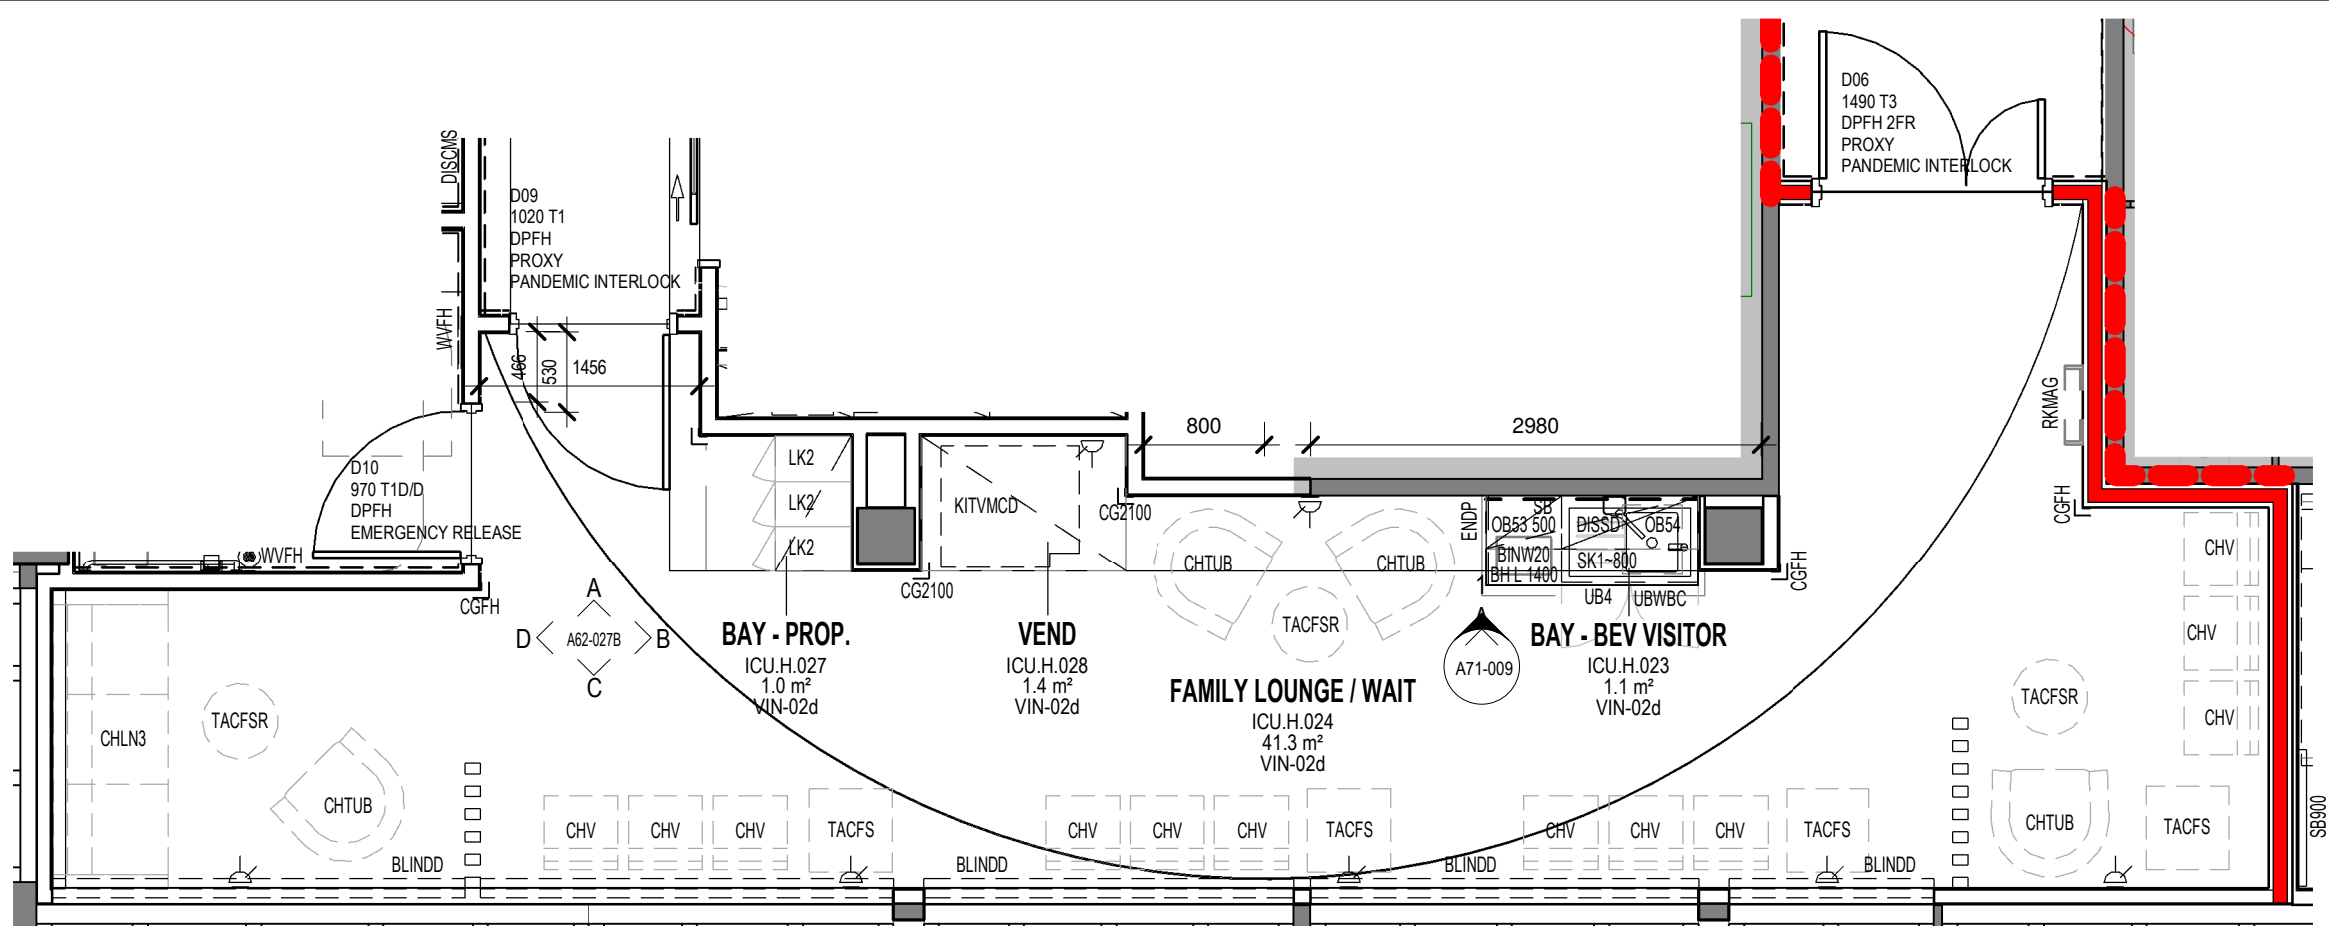 DISCMS
D09
1020 T1
DPFH
PROXY
PANDEMIC INTERLOCK
D06
1490 T3
DPFH 2FR
PROXY
PANDEMIC INTERLOCK
WVFH
466
530
1456
RKMAG
D10
970 T1D/D
DPFH
EMERGENCY RELEASE
WVFH
CGFH
LK2
LK2
LK2
KITVMCD
CG2100
CG2100
800
2980
CHTUB
CHTUB
TACFSR
ENDP
SB
OB53 500
DISSD
OB54
BINW20
BH L 1400
SK1~800
UB4
UBWBC
CGFH
CGFH
CHV
CHV
CHV
A
D
A62-027B
B
C
BAY - PROP.
ICU.H.027
1.0 m²
VIN-02d
VEND
ICU.H.028
1.4 m²
VIN-02d
FAMILY LOUNGE / WAIT
ICU.H.024
41.3 m²
VIN-02d
A71-009
BAY - BEV VISITOR
ICU.H.023
1.1 m²
VIN-02d
CHLN3
TACFSR
CHTUB
TACFSR
CHTUB
TACFS
CHV
CHV
CHV
TACFS
CHV
CHV
CHV
TACFS
CHV
CHV
CHV
TACFS
BLINDD
BLINDD
BLINDD
BLINDD
SB900